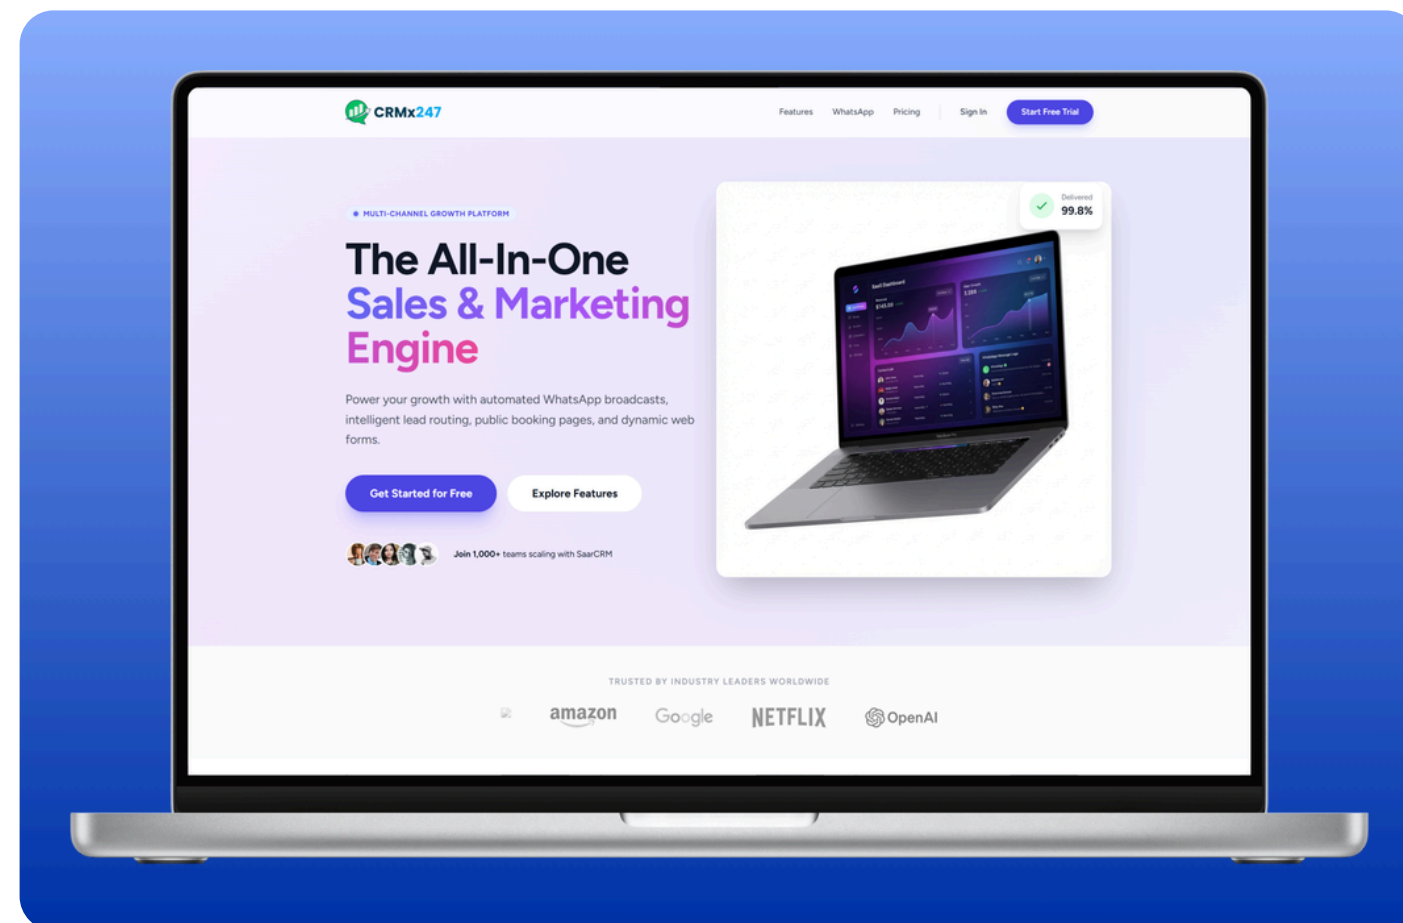 CRMx247
Features WhatsApp Pricing Sign In Start Free Trial
MULTI-CHANNEL GROWTH PLATFORM
The All-In-One
Sales & Marketing
Engine
Power your growth with automated WhatsApp broadcasts,
intelligent lead routing, public booking pages, and dynamic web
forms.
Get Started for Free Explore Features
Join 1,000+ teams scaling with SaarCRM
Delivered
99.8%
SaaS Dashboard
TRUSTED BY INDUSTRY LEADERS WORLDWIDE
amazon Google NETFLIX OpenAI